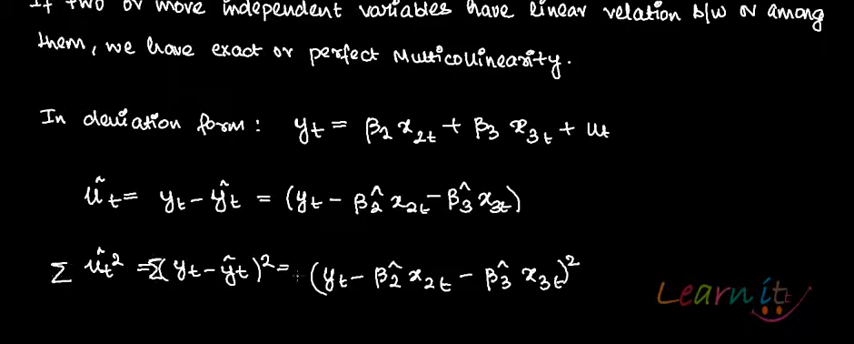 If two or more independent variables have linear relation b/w or among
them, we have exact or perfect Multicollinearity.
In deviation form: yt = β2 x2t + β3 x3t + ut
ût = yt - ŷt = (yt - β̂2 x2t - β̂3 x3t)
Σ ût² = Σ(yt - ŷt)² = (yt - β̂2 x2t - β̂3 x3t)²
Learnit